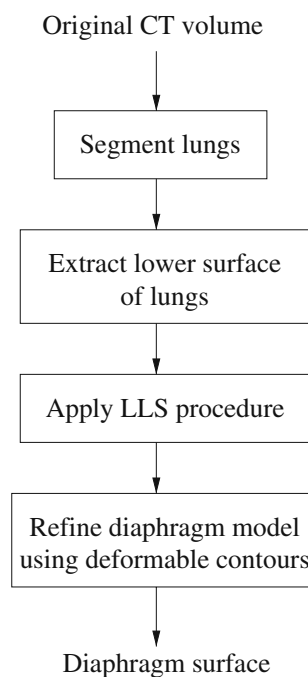 Original CT volume
Segment lungs
Extract lower surface
of lungs
Apply LLS procedure
Refine diaphragm model
using deformable contours
Diaphragm surface